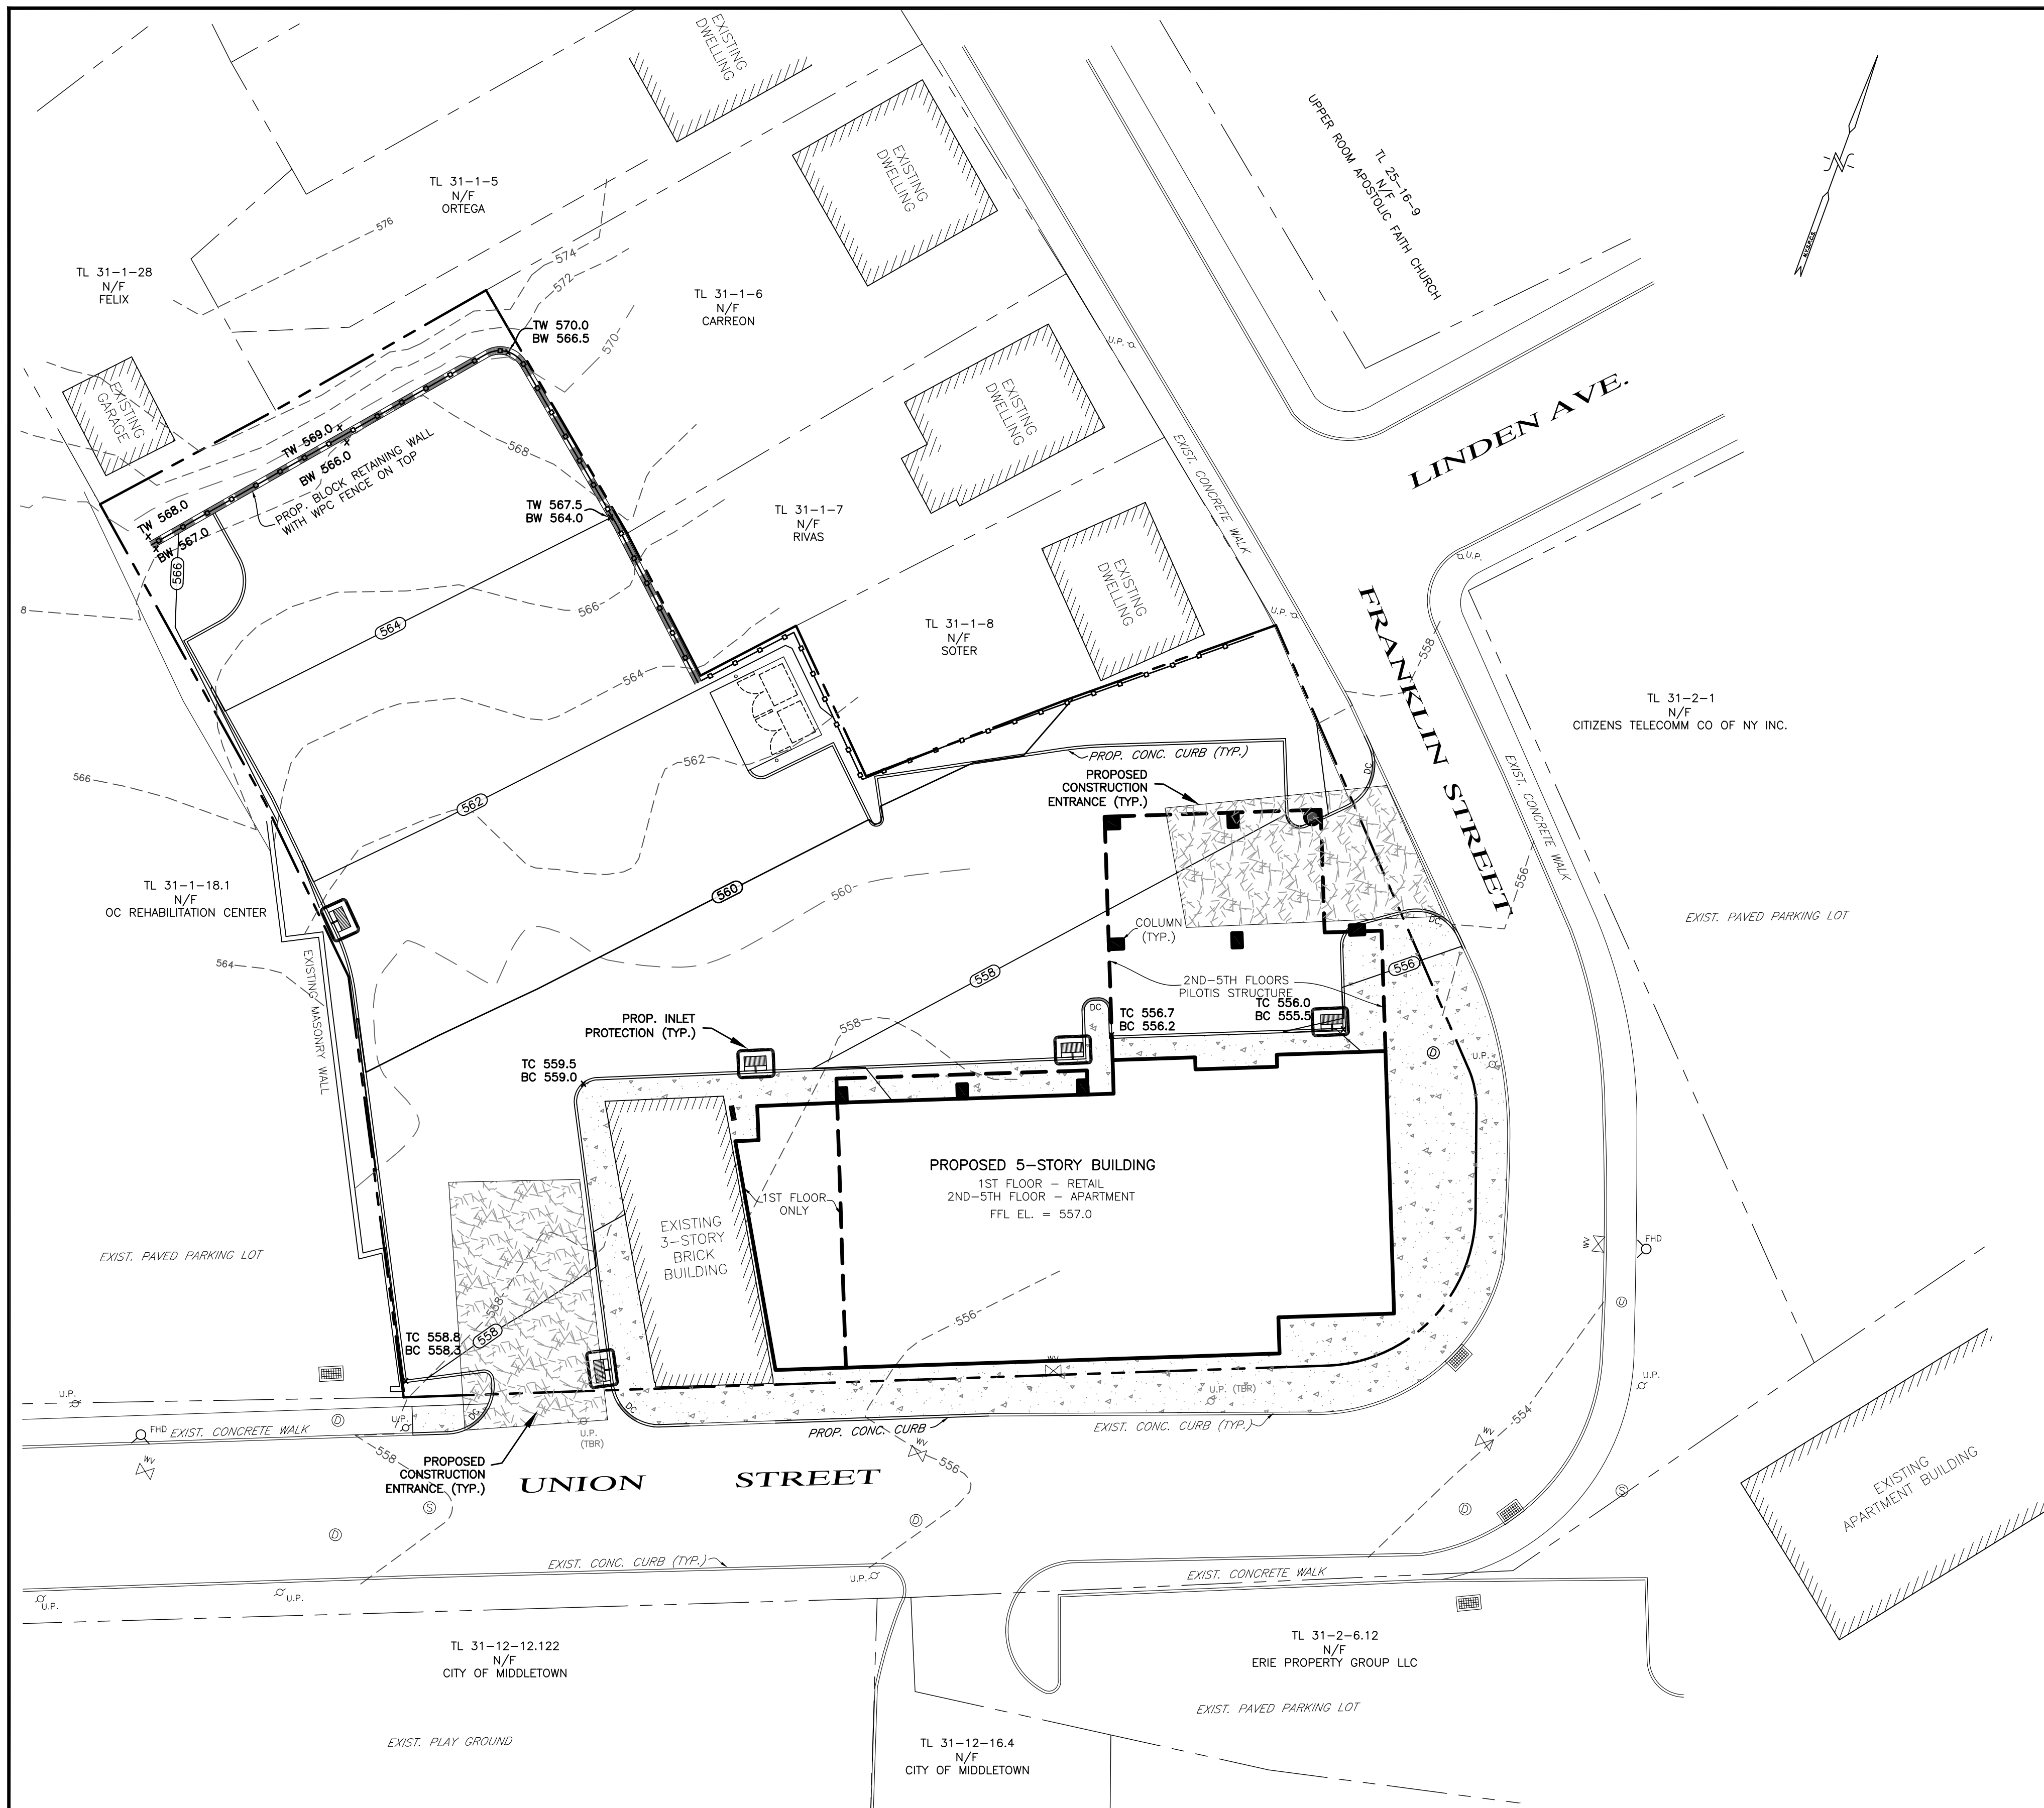 EXISTING
DWELLING
EXISTING
DWELLING
UPPER ROOM APOSTOLIC FAITH CHURCH
N/F
TL 25-16-9
N
TL 31-1-5
N/F
ORTEGA
576
574
572
570
TL 31-1-28
N/F
FELIX
TL 31-1-6
N/F
CARREON
TW 570.0
BW 566.5
U.P.
EXISTING
GARAGE
EXISTING
DWELLING
LINDEN AVE.
TW 569.0
BW 566.0
PROP. BLOCK RETAINING WALL
WITH WPC FENCE ON TOP
568
TW 568.0
BW 567.0
TW 567.5
BW 564.0
EXIST. CONCRETE WALK
TL 31-1-7
N/F
RIVAS
566
8
564
566
EXISTING
DWELLING
U.P.
U.P.
TL 31-1-8
N/F
SOTER
FRANKLIN STREET
558
564
TL 31-2-1
N/F
CITIZENS TELECOMM CO OF NY INC.
566
562
562
PROP. CONC. CURB (TYP.)
PROPOSED
CONSTRUCTION
ENTRANCE (TYP.)
DC
EXIST. CONCRETE WALK
TL 31-1-18.1
N/F
OC REHABILITATION CENTER
560
560
556
EXIST. PAVED PARKING LOT
COLUMN
(TYP.)
DC
564
EXISTING MASONRY WALL
558
556
2ND-5TH FLOORS
PILOTIS STRUCTURE
PROP. INLET
PROTECTION (TYP.)
558
DC
TC 556.7
BC 556.2
TC 556.0
BC 555.5
TC 559.5
BC 559.0
D
U.P.
PROPOSED 5-STORY BUILDING
1ST FLOOR - RETAIL
2ND-5TH FLOOR - APARTMENT
FFL EL. = 557.0
1ST FLOOR
ONLY
EXISTING
3-STORY
BRICK
BUILDING
EXIST. PAVED PARKING LOT
WV
FHD
U
558
558
556
TC 558.8
BC 558.3
WV
U.P. (TBR)
554
U.P.
U.P.
D
U.P.
DC
DC
FHD
EXIST. CONCRETE WALK
WV
U.P.
(TBR)
PROP. CONC. CURB
EXIST. CONC. CURB (TYP.)
WV
WV
558
556
PROPOSED
CONSTRUCTION
ENTRANCE (TYP.)
UNION STREET
S
D
D
D
S
EXISTING
APARTMENT BUILDING
EXIST. CONC. CURB (TYP.)
U.P.
EXIST. CONCRETE WALK
U.P.
U.P.
TL 31-12-12.122
N/F
CITY OF MIDDLETOWN
TL 31-2-6.12
N/F
ERIE PROPERTY GROUP LLC
EXIST. PAVED PARKING LOT
EXIST. PLAY GROUND
TL 31-12-16.4
N/F
CITY OF MIDDLETOWN